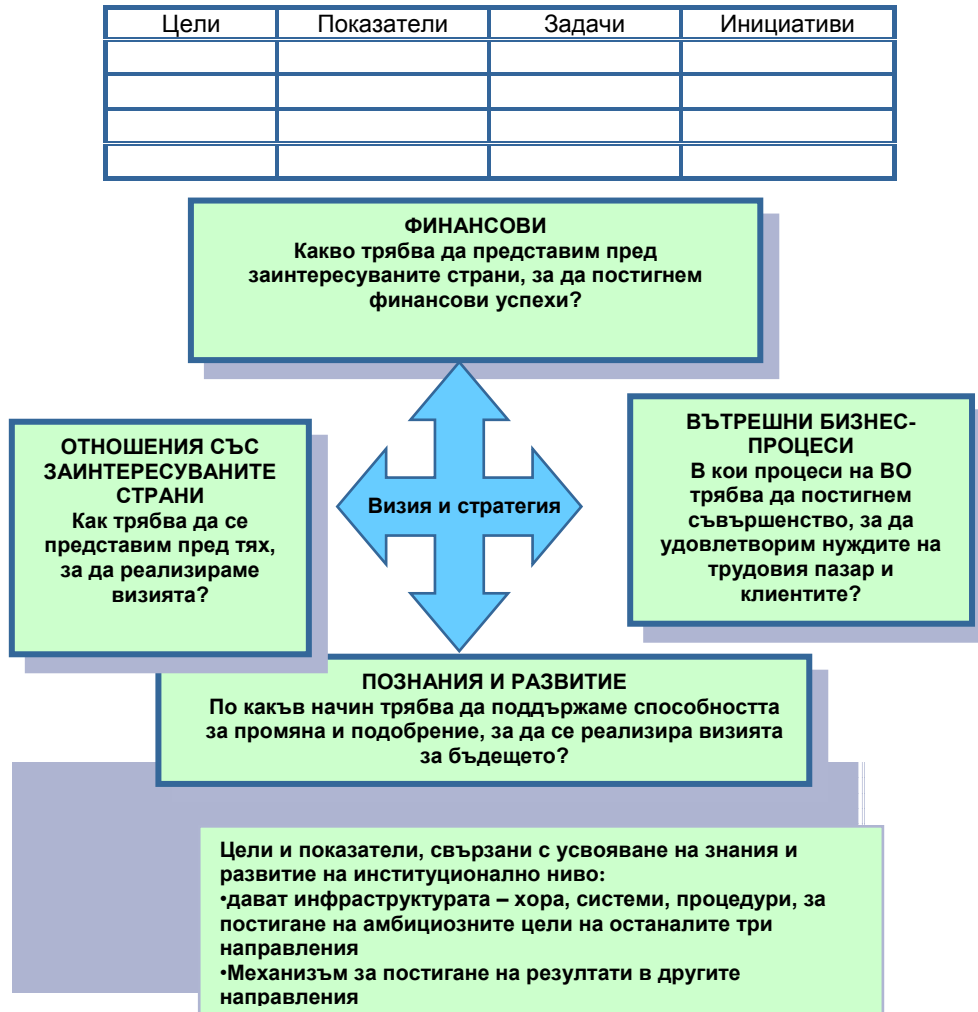 Цели Показатели Задачи Инициативи
ФИНАНСОВИ
Какво трябва да представим пред
заинтересуваните страни, за да постигнем
финансови успехи?
ОТНОШЕНИЯ СЪС
ЗАИНТЕРЕСУВАНИТЕ
СТРАНИ
Как трябва да се
представим пред тях,
за да реализираме
визията?
Визия и стратегия
ВЪТРЕШНИ БИЗНЕС-
ПРОЦЕСИ
В кои процеси на ВО
трябва да постигнем
съвършенство, за да
удовлетворим нуждите на
трудовия пазар и
клиентите?
ПОЗНАНИЯ И РАЗВИТИЕ
По какъв начин трябва да поддържаме способността
за промяна и подобрение, за да се реализира визията
за бъдещето?
Цели и показатели, свързани с усвояване на знания и
развитие на институционално ниво:
•дават инфраструктурата – хора, системи, процедури, за
постигане на амбициозните цели на останалите три
направления
•Механизъм за постигане на резултати в другите
направления